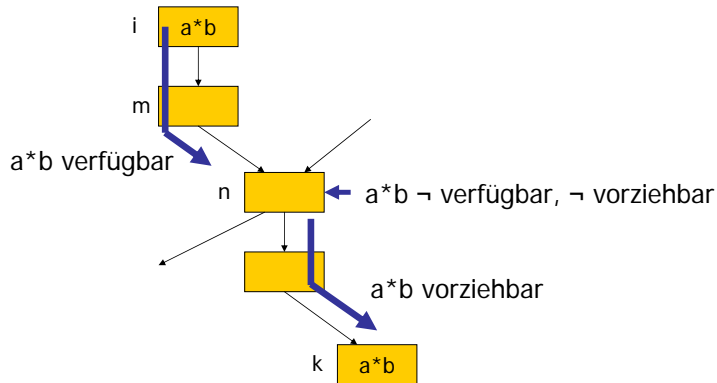 i a*b
m
a*b verfügbar
n a*b ¬ verfügbar, ¬ vorziehbar
a*b vorziehbar
k a*b